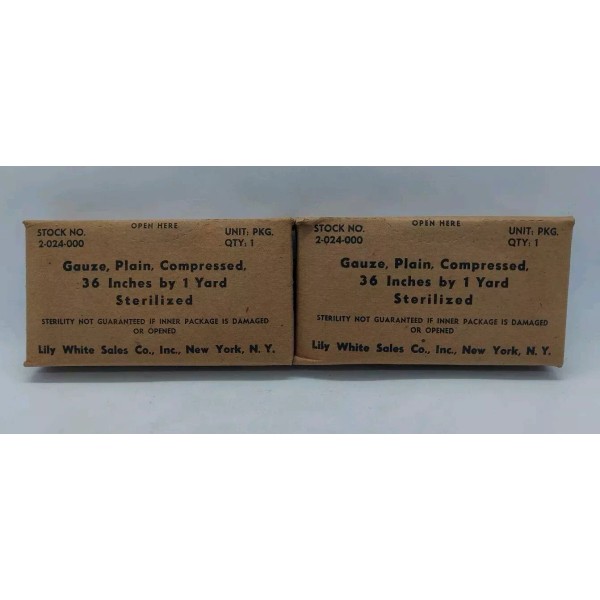 OPEN HERE
STOCK NO. UNIT: PKG.
2-024-000 QTY: 1
Gauze, Plain, Compressed,
36 Inches by 1 Yard
Sterilized
STERILITY NOT GUARANTEED IF INNER PACKAGE IS DAMAGED
OR OPENED
Lily White Sales Co., Inc., New York, N. Y.
OPEN HERE
STOCK NO. UNIT: PKG.
2-024-000 QTY: 1
Gauze, Plain, Compressed,
36 Inches by 1 Yard
Sterilized
STERILITY NOT GUARANTEED IF INNER PACKAGE IS DAMAGED
OR OPENED
Lily White Sales Co., Inc., New York, N. Y.